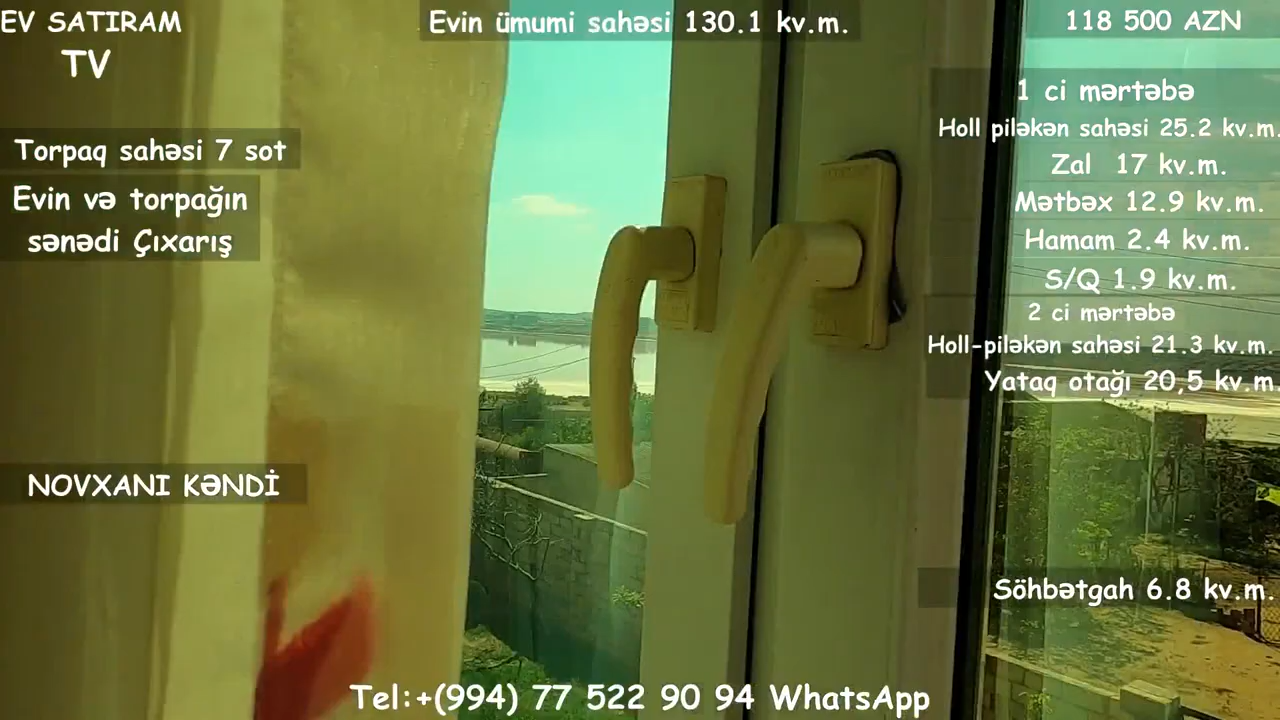 EV SATIRAM
TV
Evin ümumi sahəsi 130.1 kv.m.
118 500 AZN
Torpaq sahəsi 7 sot
Evin və torpağın
sənədi Çıxarış
NOVXANI KƏNDİ
1 ci mərtəbə
Holl piləkən sahəsi 25.2 kv.m.
Zal 17 kv.m.
Mətbəx 12.9 kv.m.
Hamam 2.4 kv.m.
S/Q 1.9 kv.m.
2 ci mərtəbə
Holl-piləkən sahəsi 21.3 kv.m.
Yataq otağı 20,5 kv.m.
Söhbətgah 6.8 kv.m.
Tel:+(994) 77 522 90 94 WhatsApp